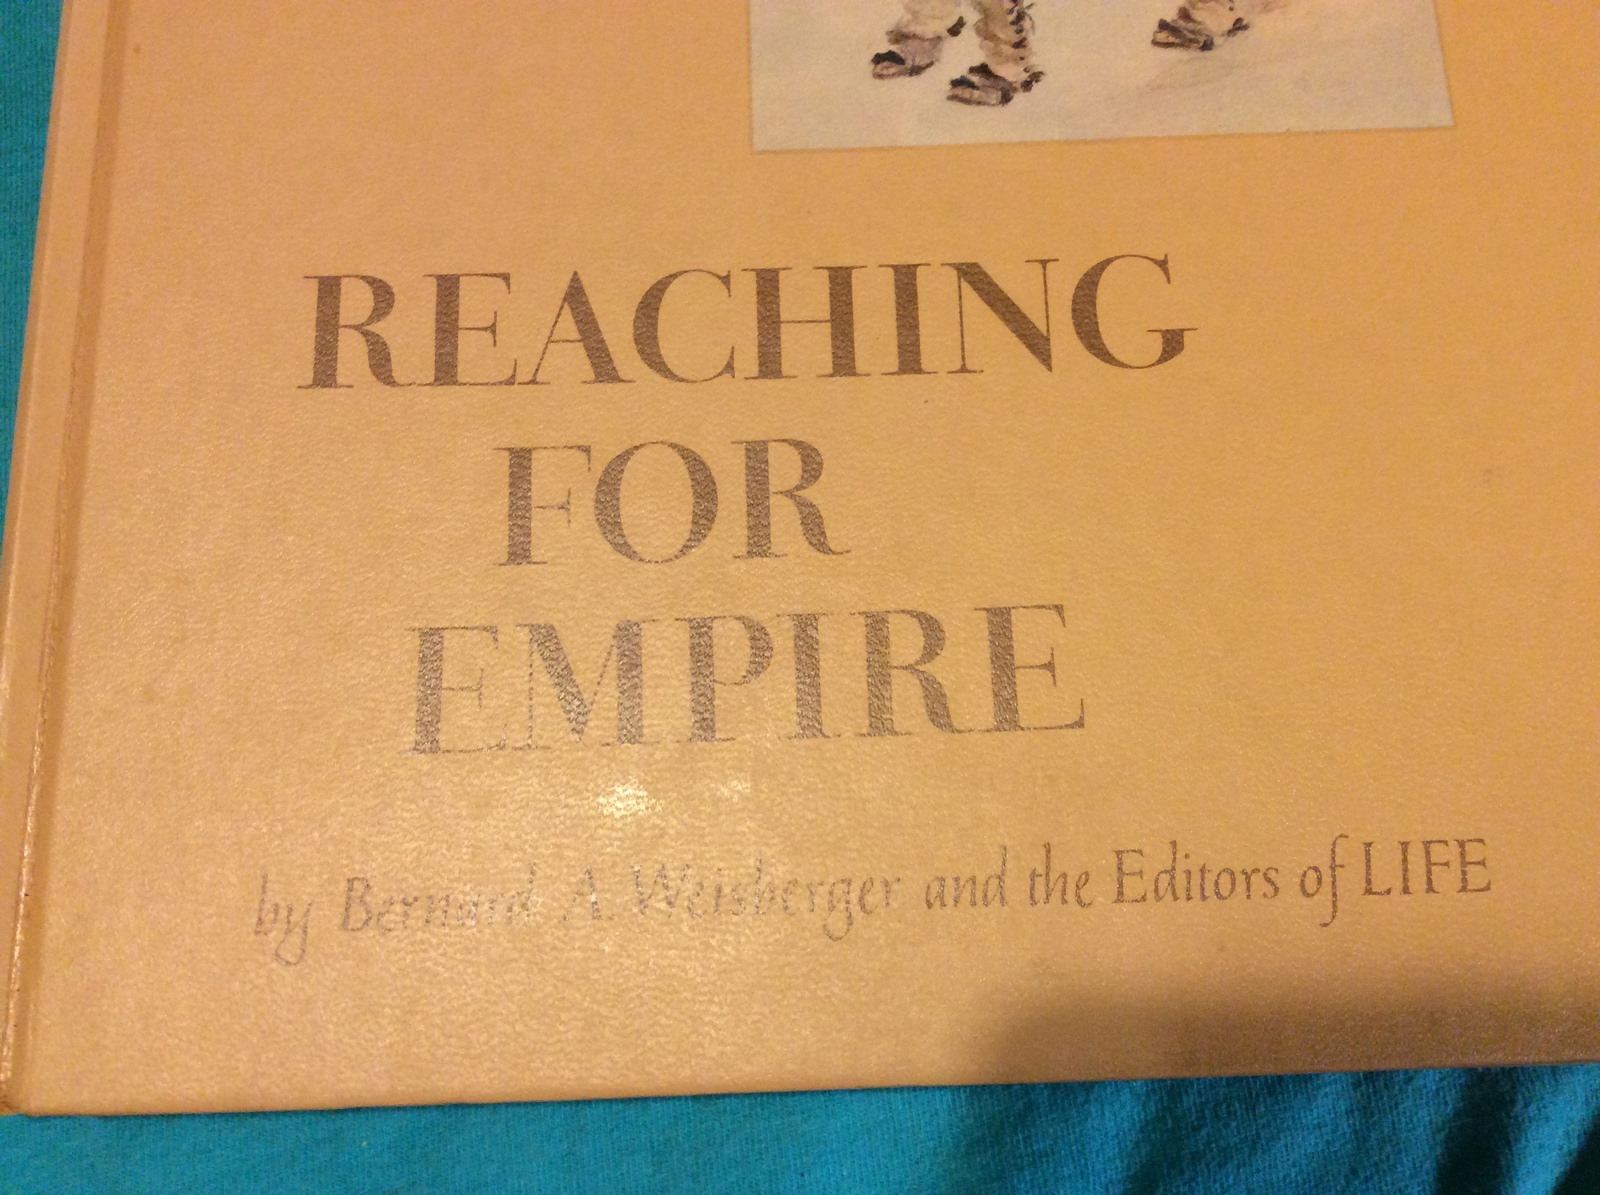 REACHING
FOR
EMPIRE
by Bernard A. Weisberger and the Editors of LIFE